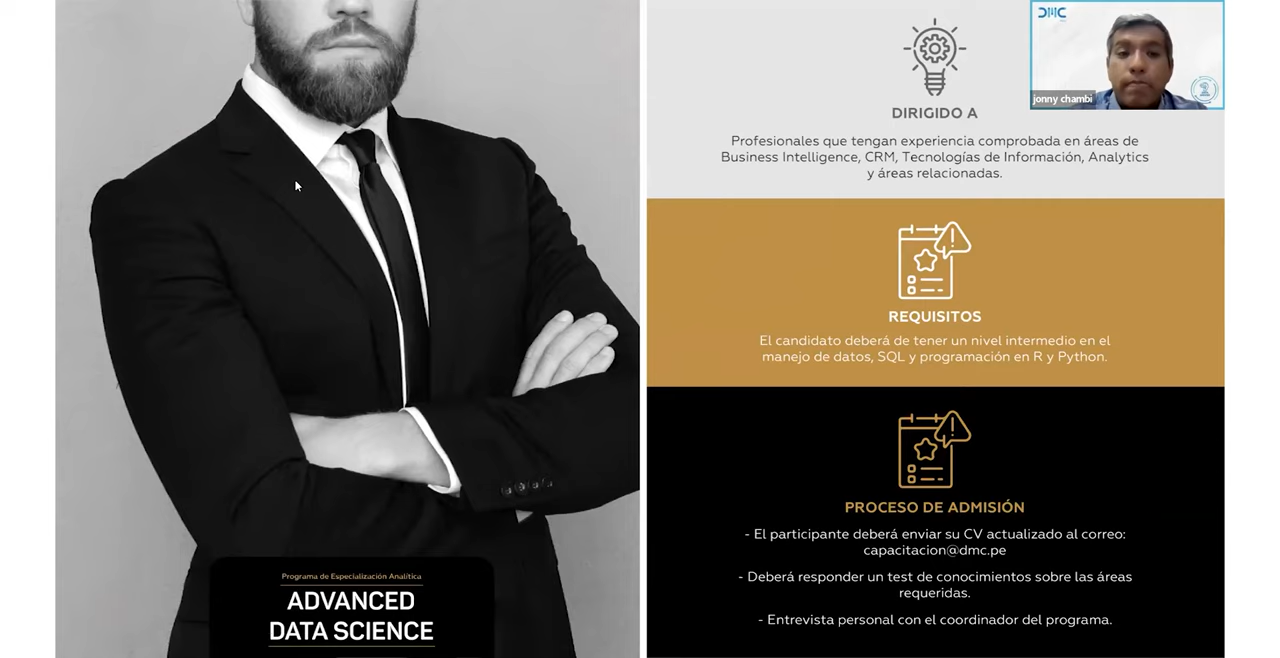 DMC
jonny chambi
DIRIGIDO A
Profesionales que tengan experiencia comprobada en áreas de
Business Intelligence, CRM, Tecnologías de Información, Analytics
y áreas relacionadas.
REQUISITOS
El candidato deberá de tener un nivel intermedio en el
manejo de datos, SQL y programación en R y Python.
PROCESO DE ADMISIÓN
- El participante deberá enviar su CV actualizado al correo:
capacitacion@dmc.pe
- Deberá responder un test de conocimientos sobre las áreas
requeridas.
- Entrevista personal con el coordinador del programa.
Programa de Especialización Analítica
ADVANCED
DATA SCIENCE